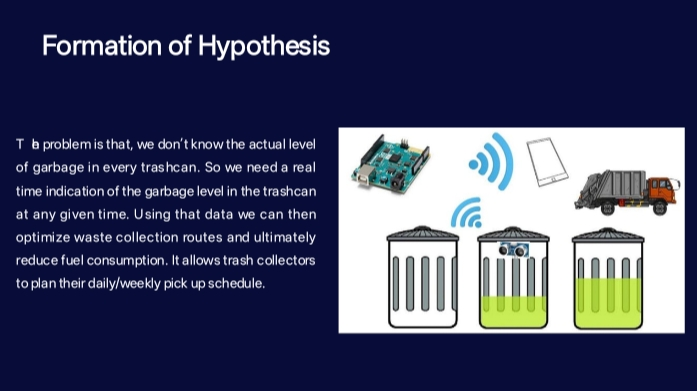 Formation of Hypothesis
The problem is that, we don't know the actual level
of garbage in every trashcan. So we need a real
time indication of the garbage level in the trashcan
at any given time. Using that data we can then
optimize waste collection routes and ultimately
reduce fuel consumption. It allows trash collectors
to plan their daily/weekly pick up schedule.